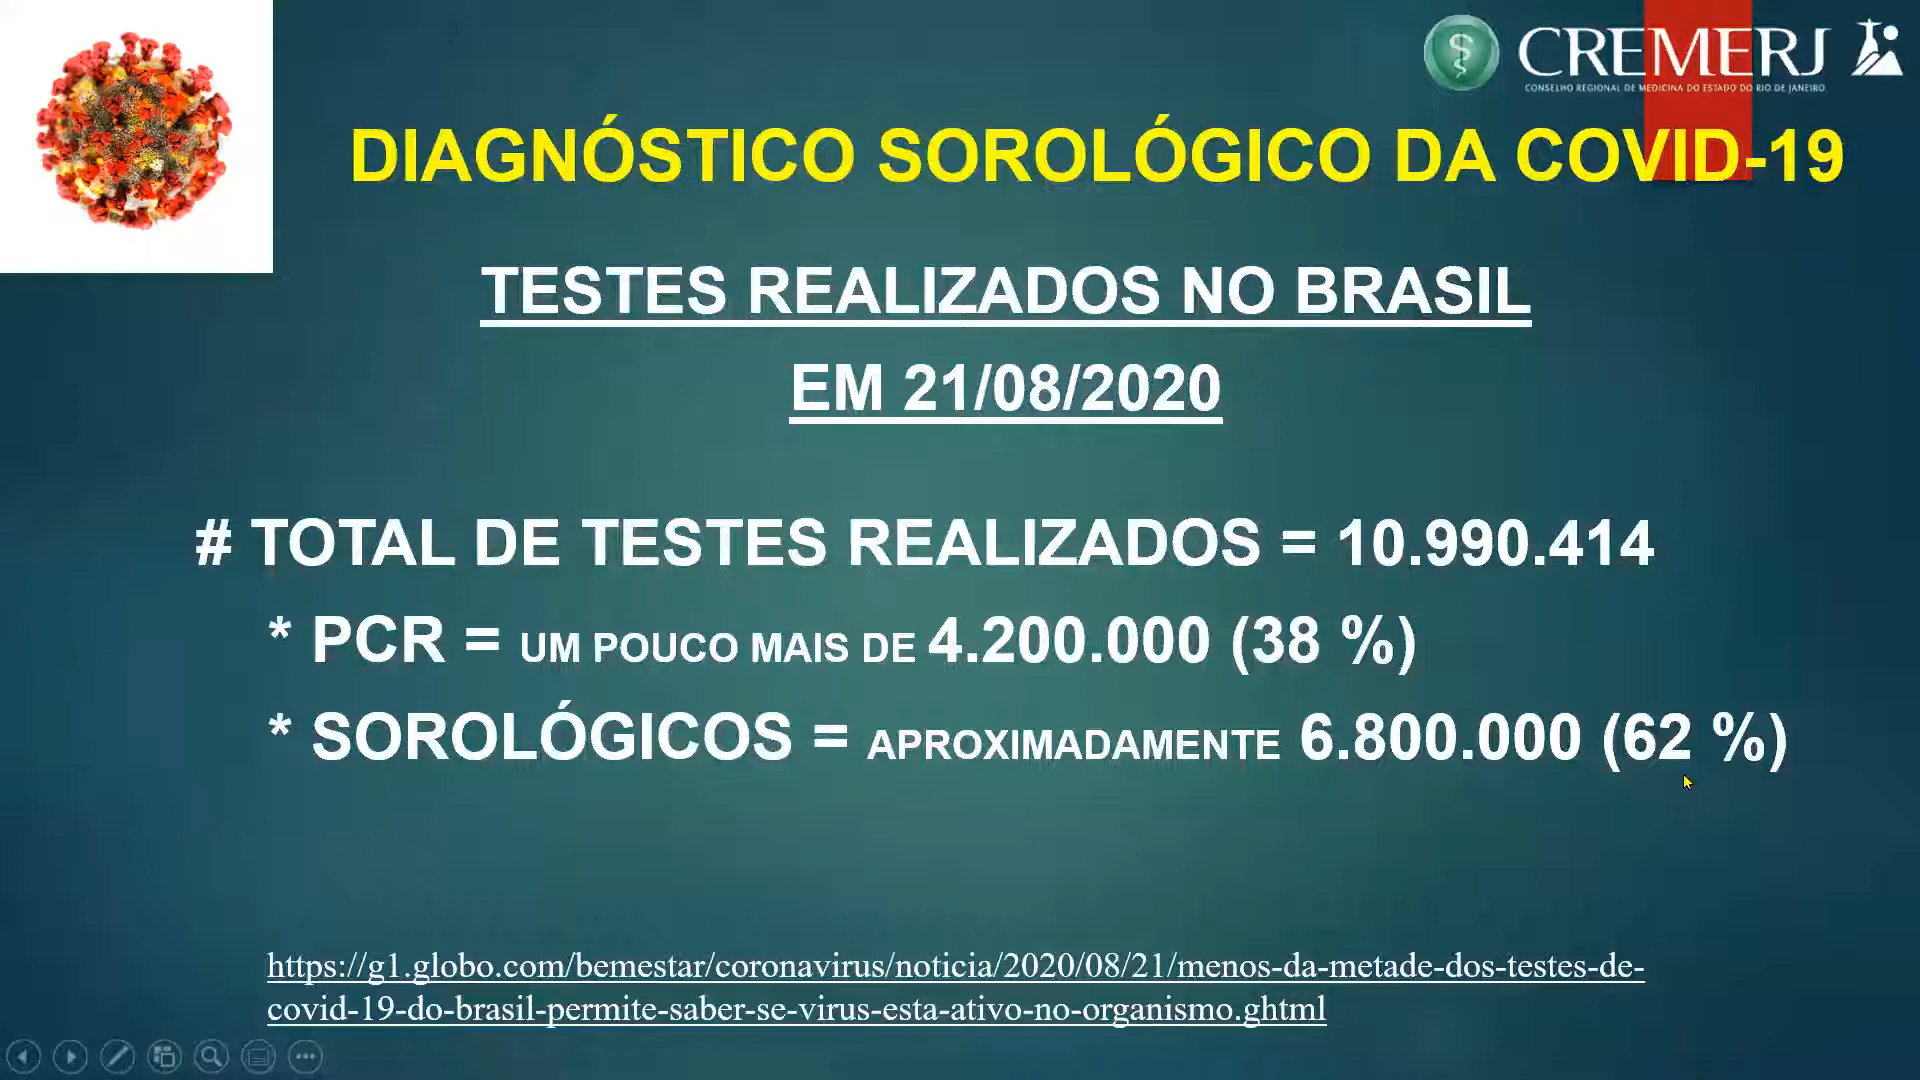 CREMERJ
CONSELHO REGIONAL DE MEDICINA DO ESTADO DO RIO DE JANEIRO
DIAGNÓSTICO SOROLÓGICO DA COVID-19
TESTES REALIZADOS NO BRASIL
EM 21/08/2020
# TOTAL DE TESTES REALIZADOS = 10.990.414
* PCR = UM POUCO MAIS DE 4.200.000 (38 %)
* SOROLÓGICOS = APROXIMADAMENTE 6.800.000 (62 %)
https://g1.globo.com/bemestar/coronavirus/noticia/2020/08/21/menos-da-metade-dos-testes-de-
covid-19-do-brasil-permite-saber-se-virus-esta-ativo-no-organismo.ghtml